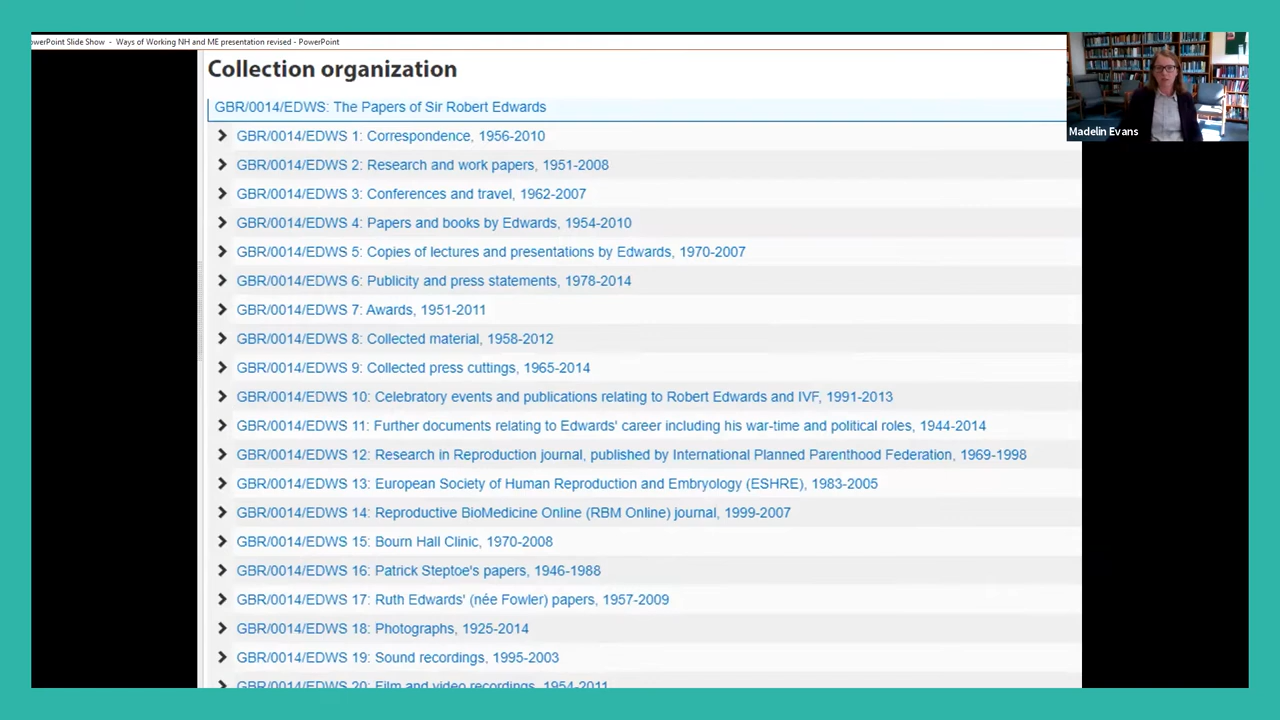 owerPoint Slide Show - Ways of Working NH and ME presentation revised - PowerPoint
Collection organization
GBR/0014/EDWS: The Papers of Sir Robert Edwards
GBR/0014/EDWS 1: Correspondence, 1956-2010
GBR/0014/EDWS 2: Research and work papers, 1951-2008
GBR/0014/EDWS 3: Conferences and travel, 1962-2007
GBR/0014/EDWS 4: Papers and books by Edwards, 1954-2010
GBR/0014/EDWS 5: Copies of lectures and presentations by Edwards, 1970-2007
GBR/0014/EDWS 6: Publicity and press statements, 1978-2014
GBR/0014/EDWS 7: Awards, 1951-2011
GBR/0014/EDWS 8: Collected material, 1958-2012
GBR/0014/EDWS 9: Collected press cuttings, 1965-2014
GBR/0014/EDWS 10: Celebratory events and publications relating to Robert Edwards and IVF, 1991-2013
GBR/0014/EDWS 11: Further documents relating to Edwards' career including his war-time and political roles, 1944-2014
GBR/0014/EDWS 12: Research in Reproduction journal, published by International Planned Parenthood Federation, 1969-1998
GBR/0014/EDWS 13: European Society of Human Reproduction and Embryology (ESHRE), 1983-2005
GBR/0014/EDWS 14: Reproductive BioMedicine Online (RBM Online) journal, 1999-2007
GBR/0014/EDWS 15: Bourn Hall Clinic, 1970-2008
GBR/0014/EDWS 16: Patrick Steptoe's papers, 1946-1988
GBR/0014/EDWS 17: Ruth Edwards' (née Fowler) papers, 1957-2009
GBR/0014/EDWS 18: Photographs, 1925-2014
GBR/0014/EDWS 19: Sound recordings, 1995-2003
GBR/0014/EDWS 20: Film and video recordings, 1954-2011
Madelin Evans